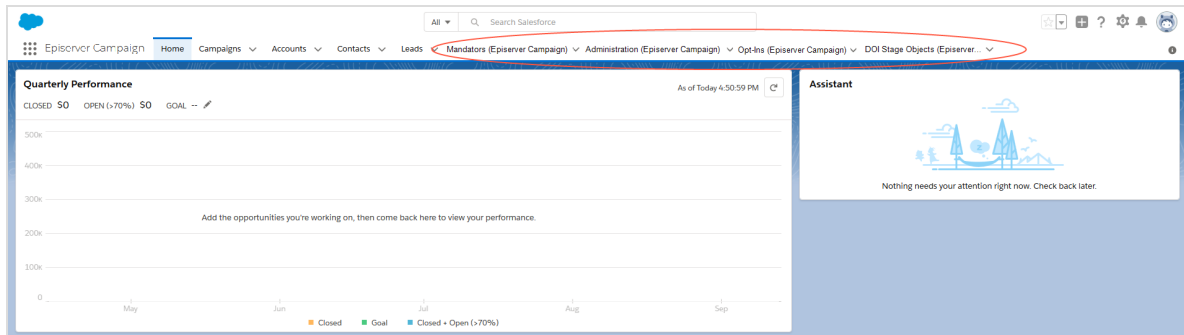 All Search Salesforce
Episerver Campaign Home Campaigns Accounts Contacts Leads Mandators (Episerver Campaign) Administration (Episerver Campaign) Opt-Ins (Episerver Campaign) DOI Stage Objects (Episerver...
Quarterly Performance
As of Today 4:50:59 PM
CLOSED $0 OPEN (>70%) $0 GOAL --
500K
400K
300K
Add the opportunities you're working on, then come back here to view your performance.
200K
100K
0
May Jun Jul Aug Sep
Closed Goal Closed + Open (>70%)
Assistant
Nothing needs your attention right now. Check back later.